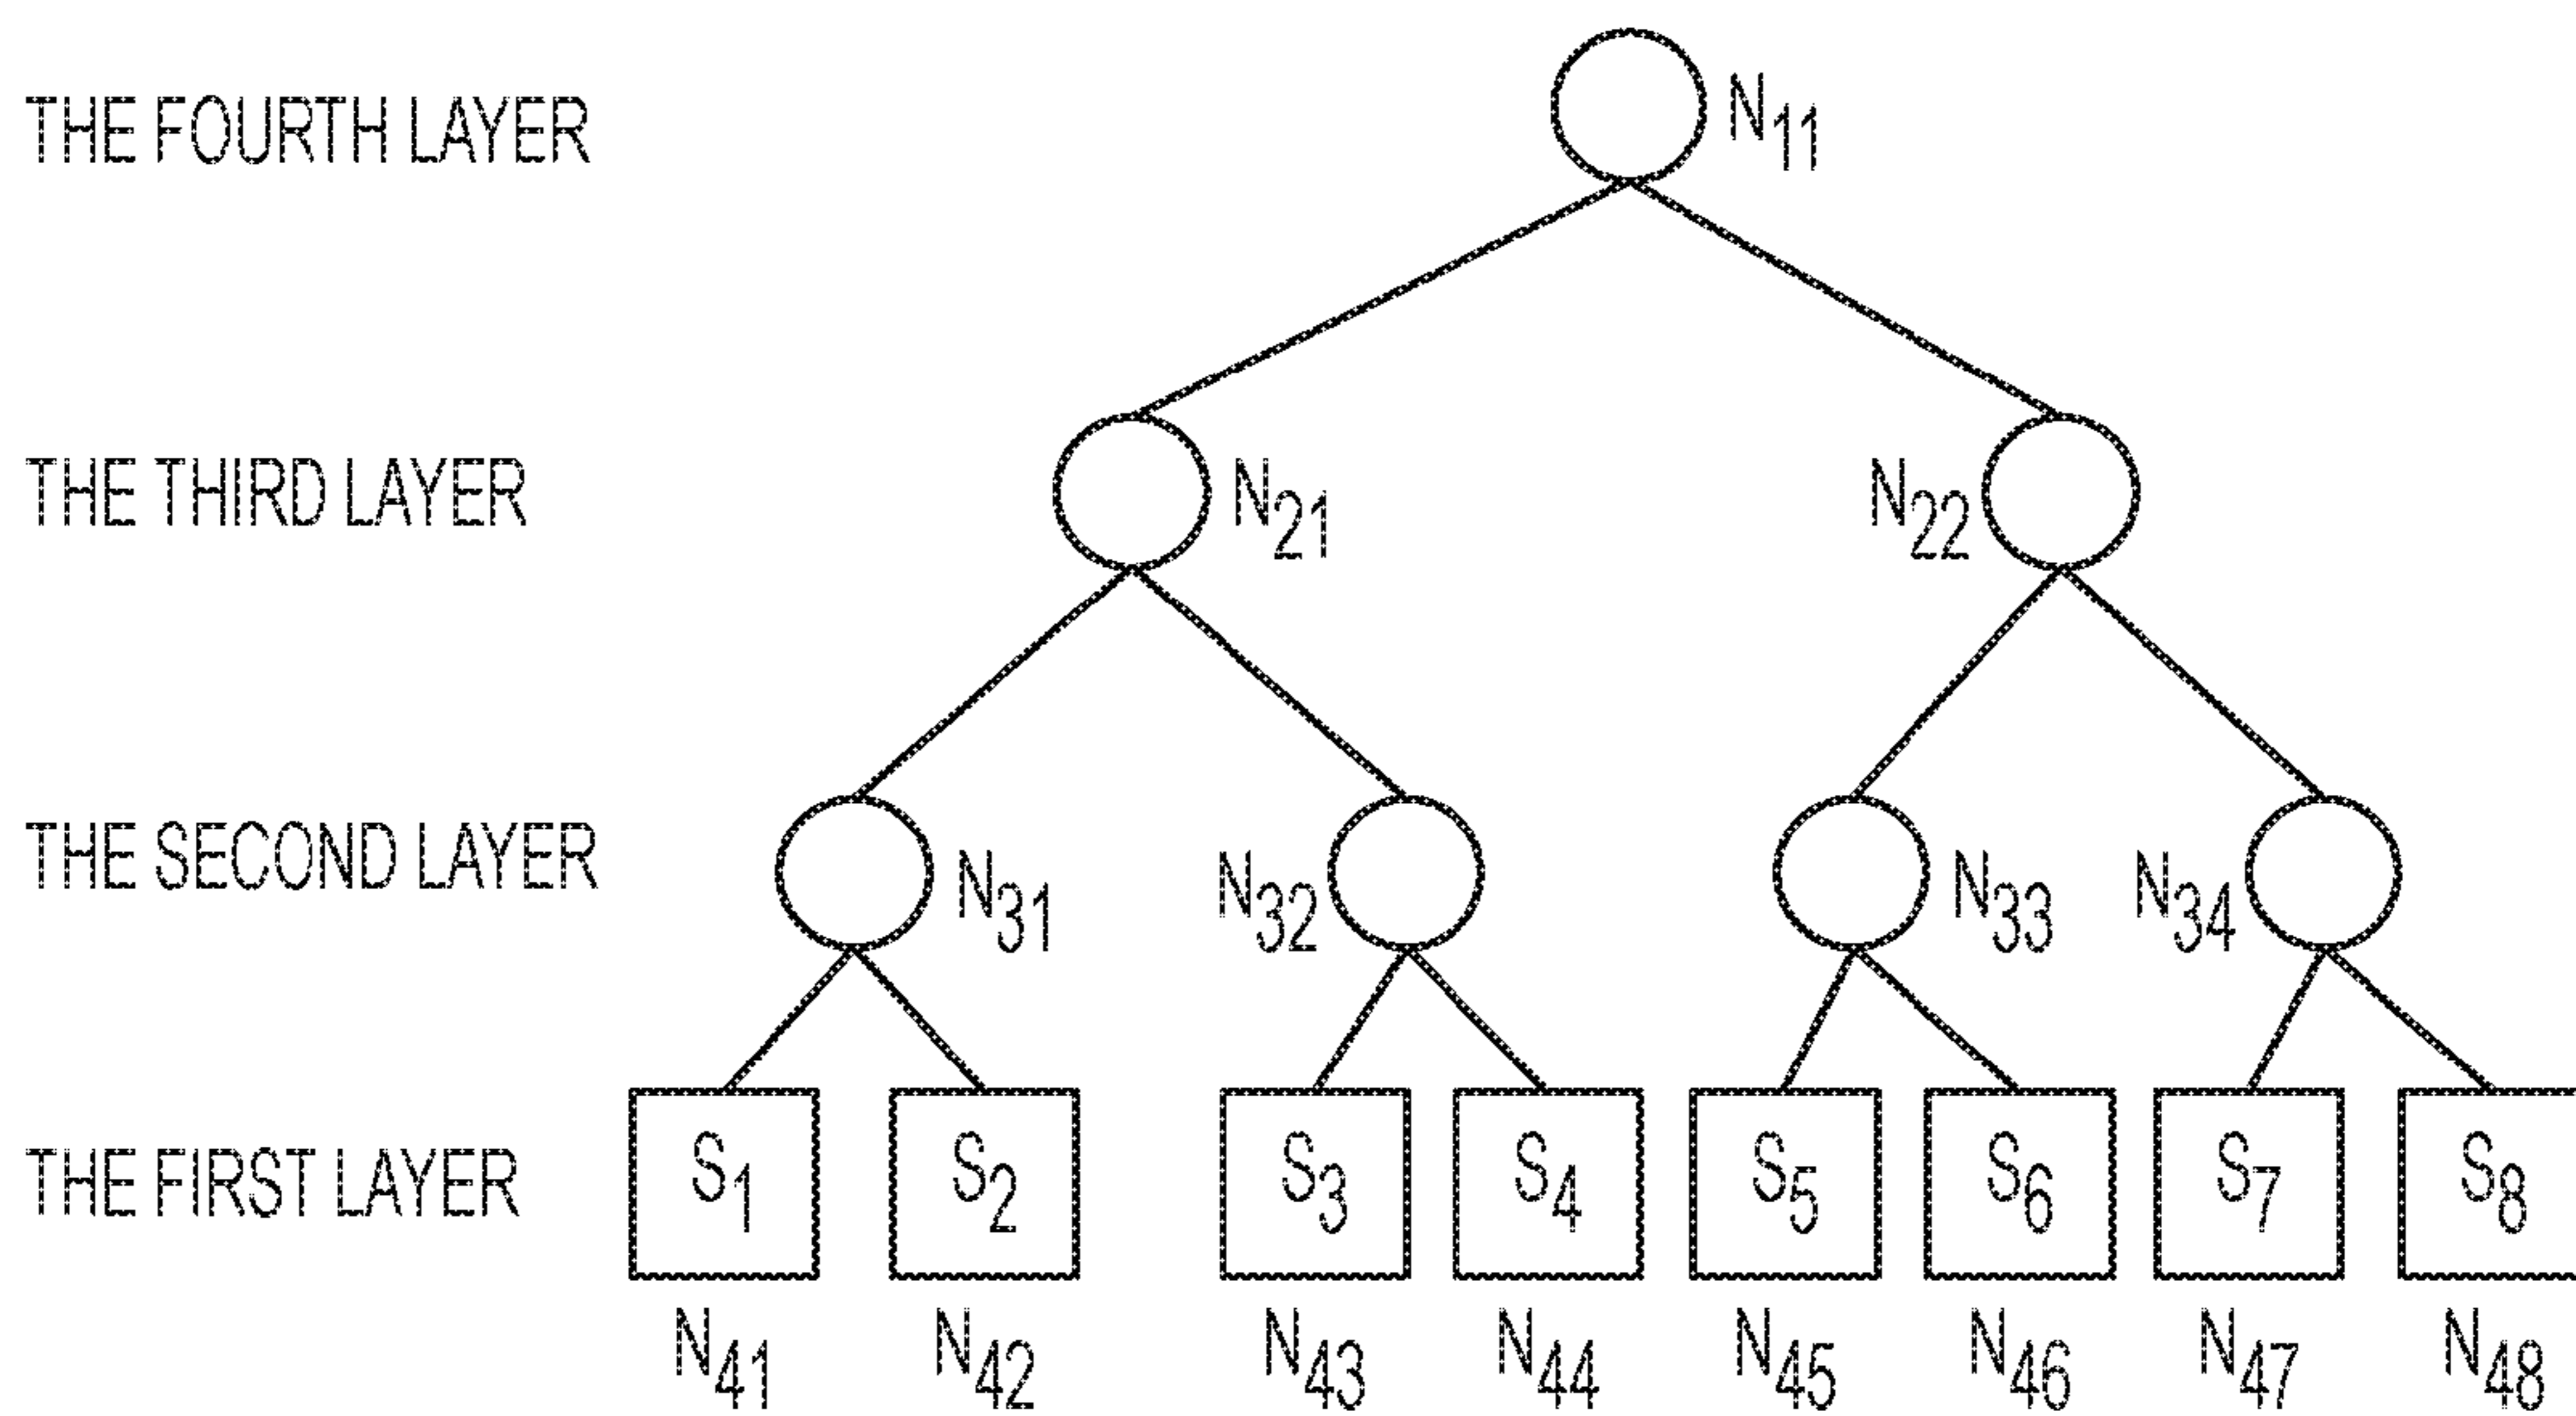 THE FOURTH LAYER N11
THE THIRD LAYER N21 N22
THE SECOND LAYER N31 N32 N33 N34
THE FIRST LAYER S1 S2 S3 S4 S5 S6 S7 S8
N41 N42 N43 N44 N45 N46 N47 N48